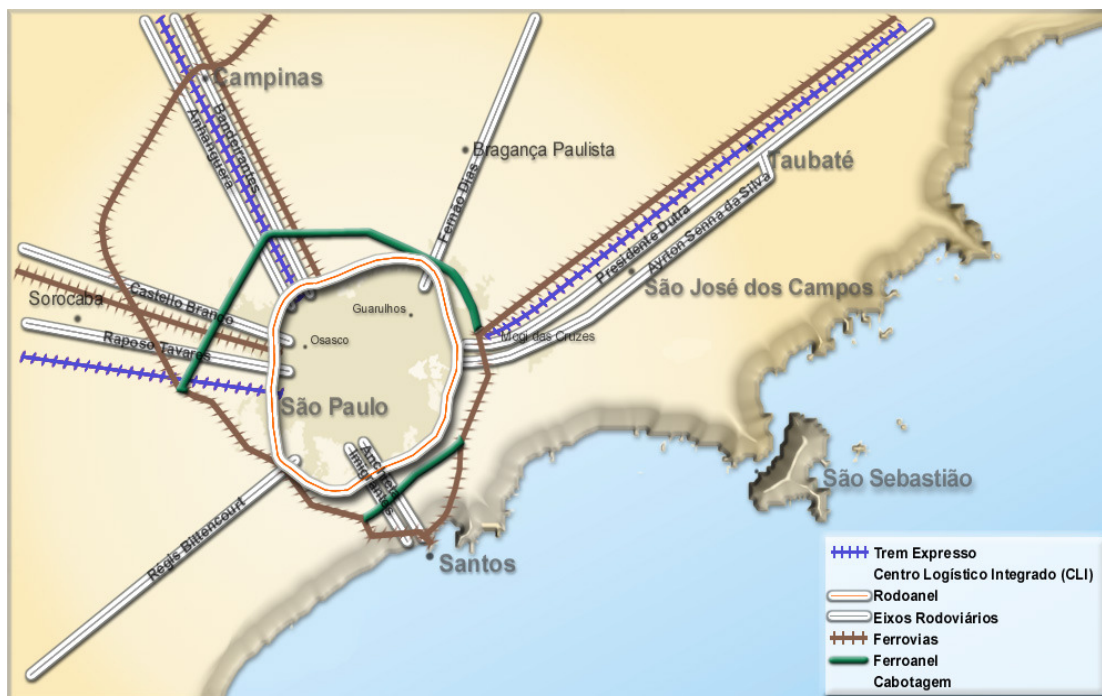 Campinas
Bandeirantes
Anhanguera
Fernão Dias
Bragança Paulista
Taubaté
Presidente Dutra
Ayrton Senna da Silva
São José dos Campos
Castello Branco
Sorocaba
Raposo Tavares
Guarulhos
Osasco
Mogi das Cruzes
São Paulo
Anchieta
Imigrantes
São Sebastião
Régis Bittencourt
Santos
Trem Expresso
Centro Logístico Integrado (CLI)
Rodoanel
Eixos Rodoviários
Ferrovias
Ferroanel
Cabotagem